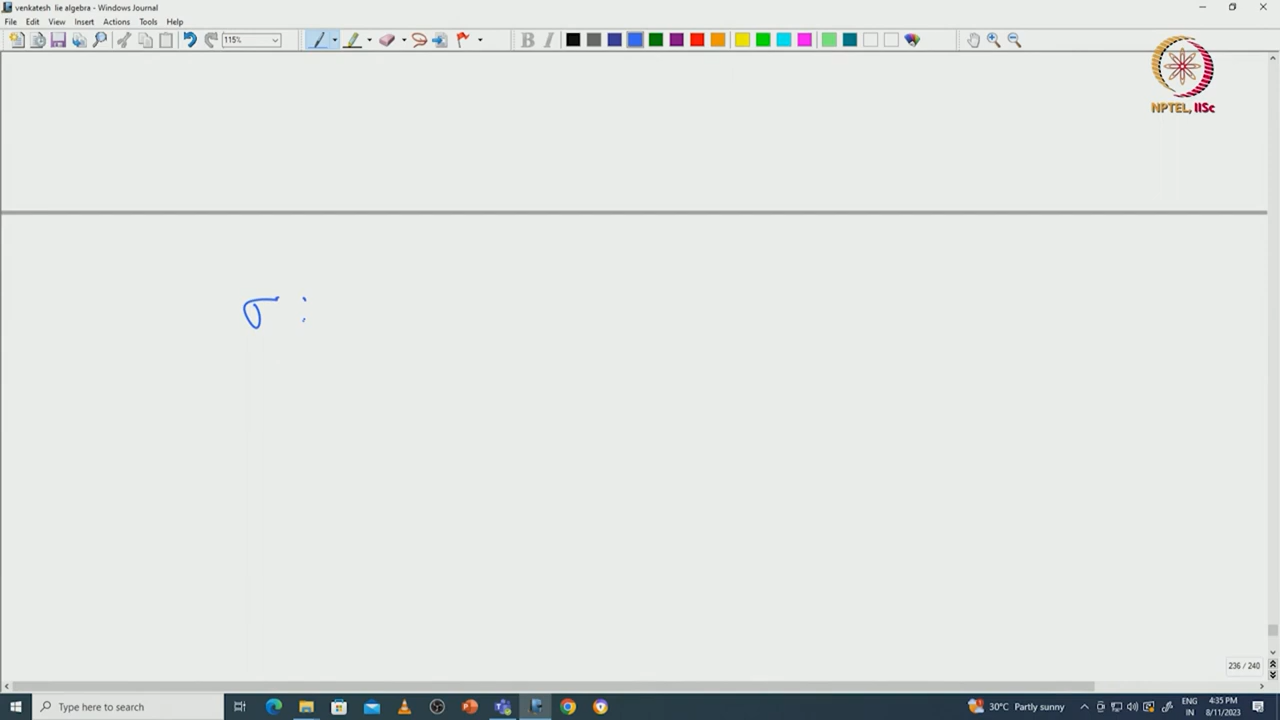 venkatesh lie algebra - Windows Journal
File Edit View Insert Actions Tools Help
115%
B I
NPTEL, IISc
σ :
236 / 240
Type here to search
30°C Partly sunny
ENG
IN
4:35 PM
8/11/2023